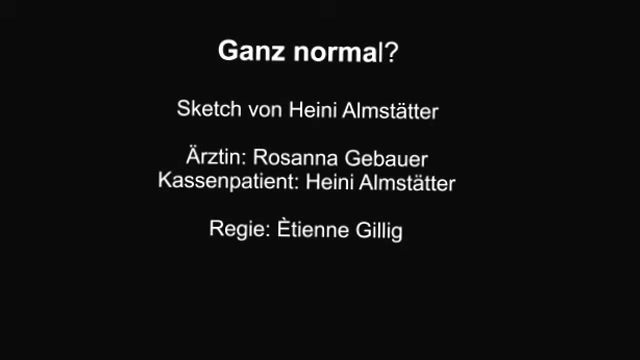 Ganz normal?
Sketch von Heini Almstätter
Ärztin: Rosanna Gebauer
Kassenpatient: Heini Almstätter
Regie: Ètienne Gillig